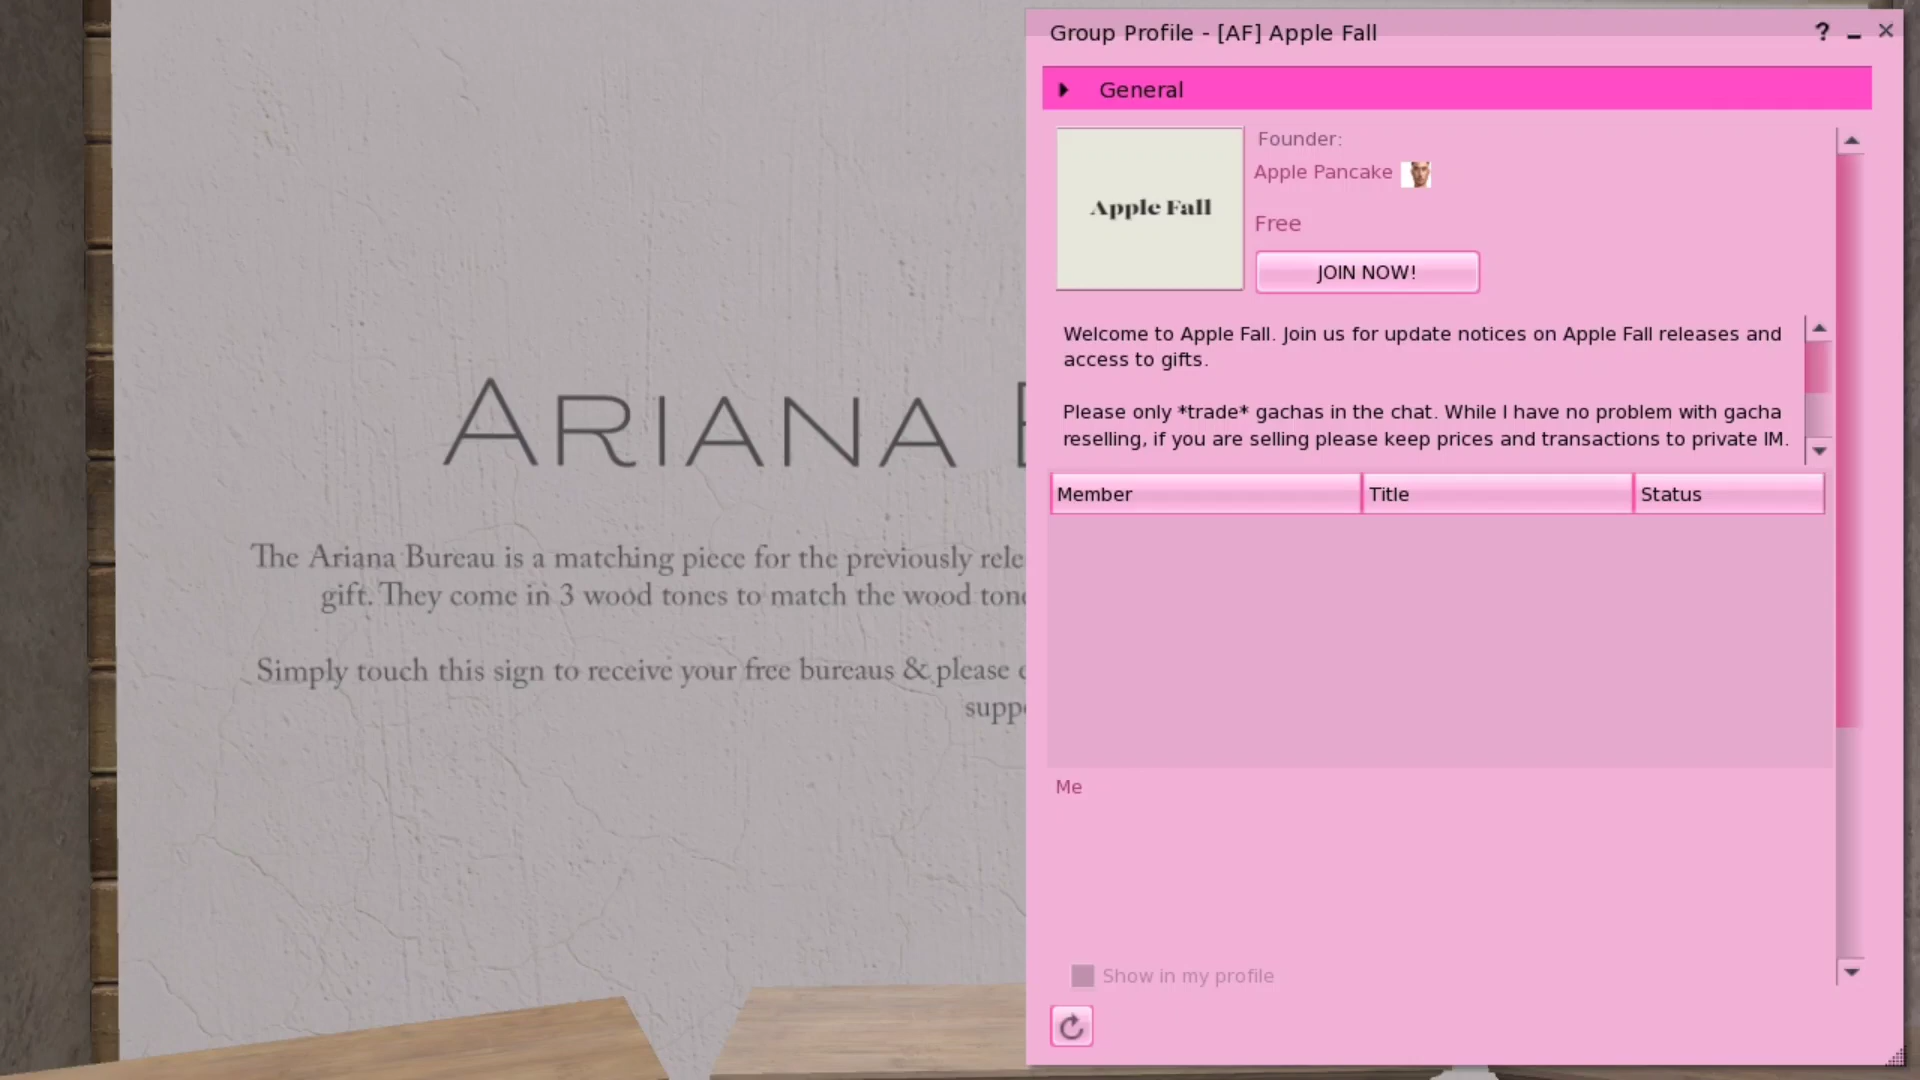 Group Profile - [AF] Apple Fall
General
Apple Fall
Founder:
Apple Pancake
Free
JOIN NOW!
Welcome to Apple Fall. Join us for update notices on Apple Fall releases and
access to gifts.
Please only *trade* gachas in the chat. While I have no problem with gacha
reselling, if you are selling please keep prices and transactions to private IM.
Member Title Status
Me
Show in my profile
ARIANA
The Ariana Bureau is a matching piece for the previously
gift. They come in 3 wood tones to match the wood
Simply touch this sign to receive your free bureaus & please